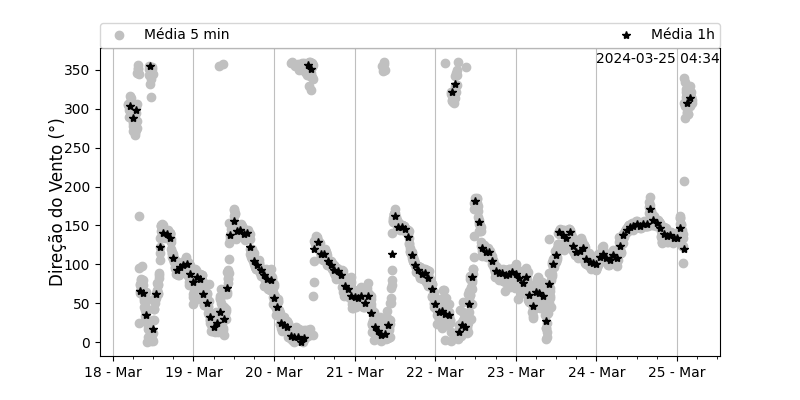 Média 5 min
Média 1h
2024-03-25 04:34
Direção do Vento (°)
350
300
250
200
150
100
50
0
18 - Mar
19 - Mar
20 - Mar
21 - Mar
22 - Mar
23 - Mar
24 - Mar
25 - Mar